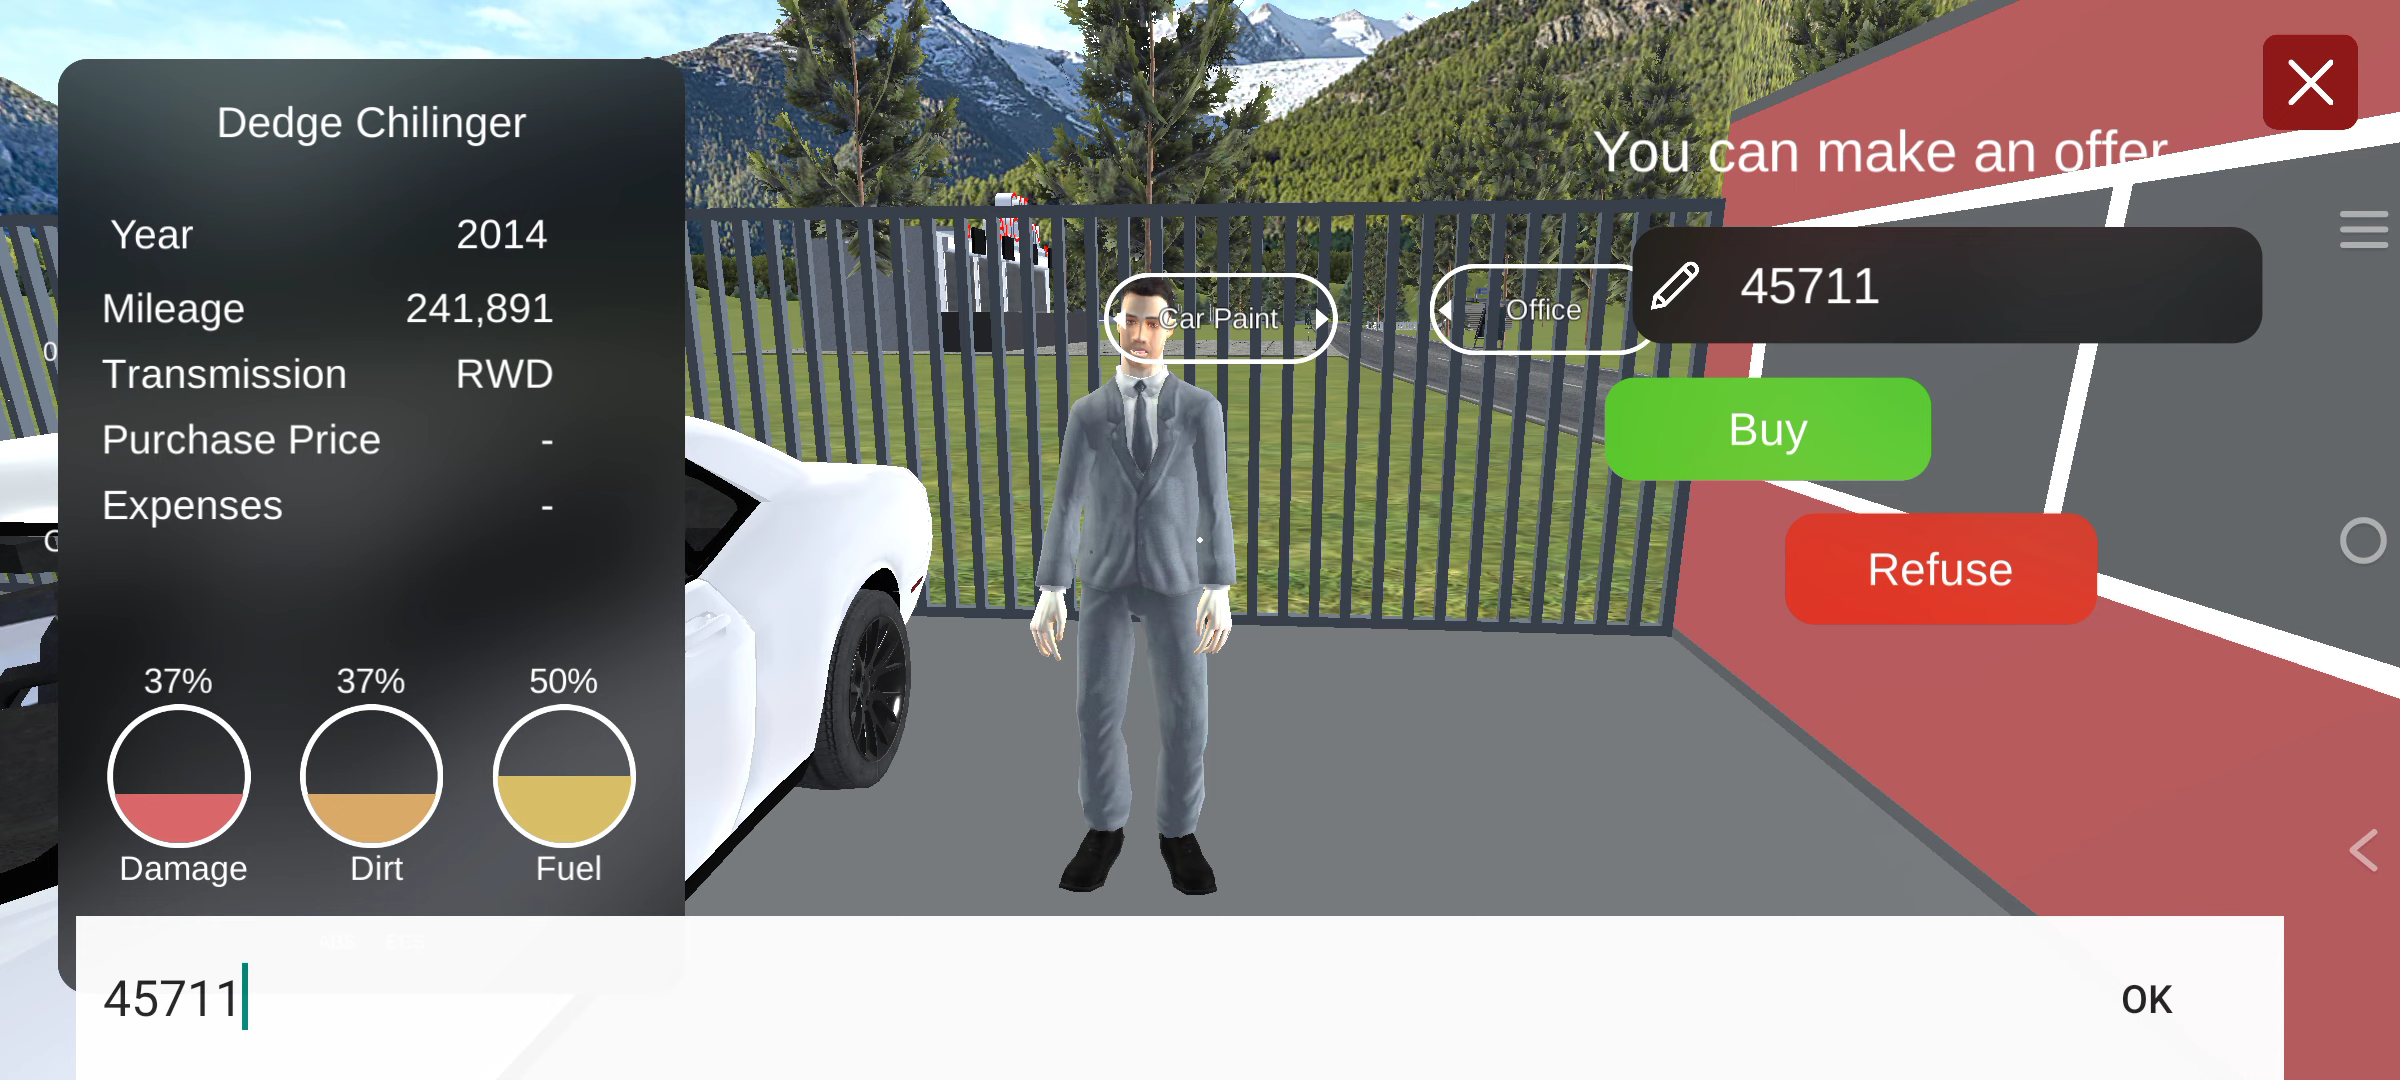 Dedge Chilinger
Year 2014
Mileage 241,891
Transmission RWD
Purchase Price -
Expenses -
37% 37% 50%
Damage Dirt Fuel
Car Paint
Office
You can make an offer
45711
Buy
Refuse
45711
OK